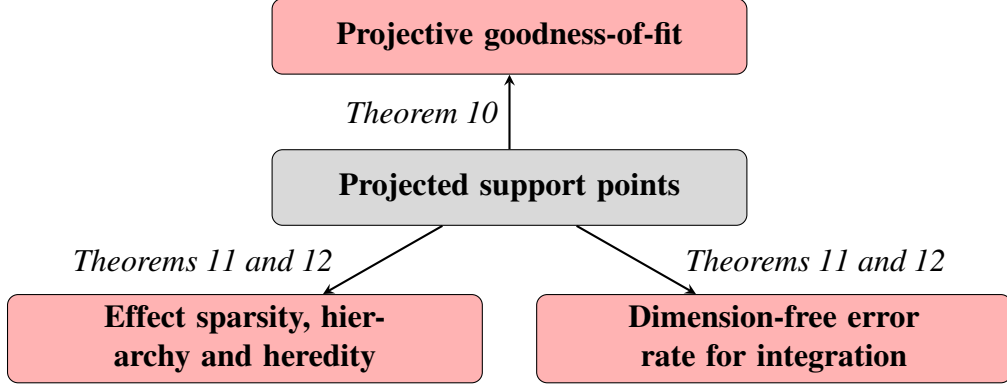 Projective goodness-of-fit
Theorem 10
Projected support points
Theorems 11 and 12
Theorems 11 and 12
Effect sparsity, hier-
archy and heredity
Dimension-free error
rate for integration